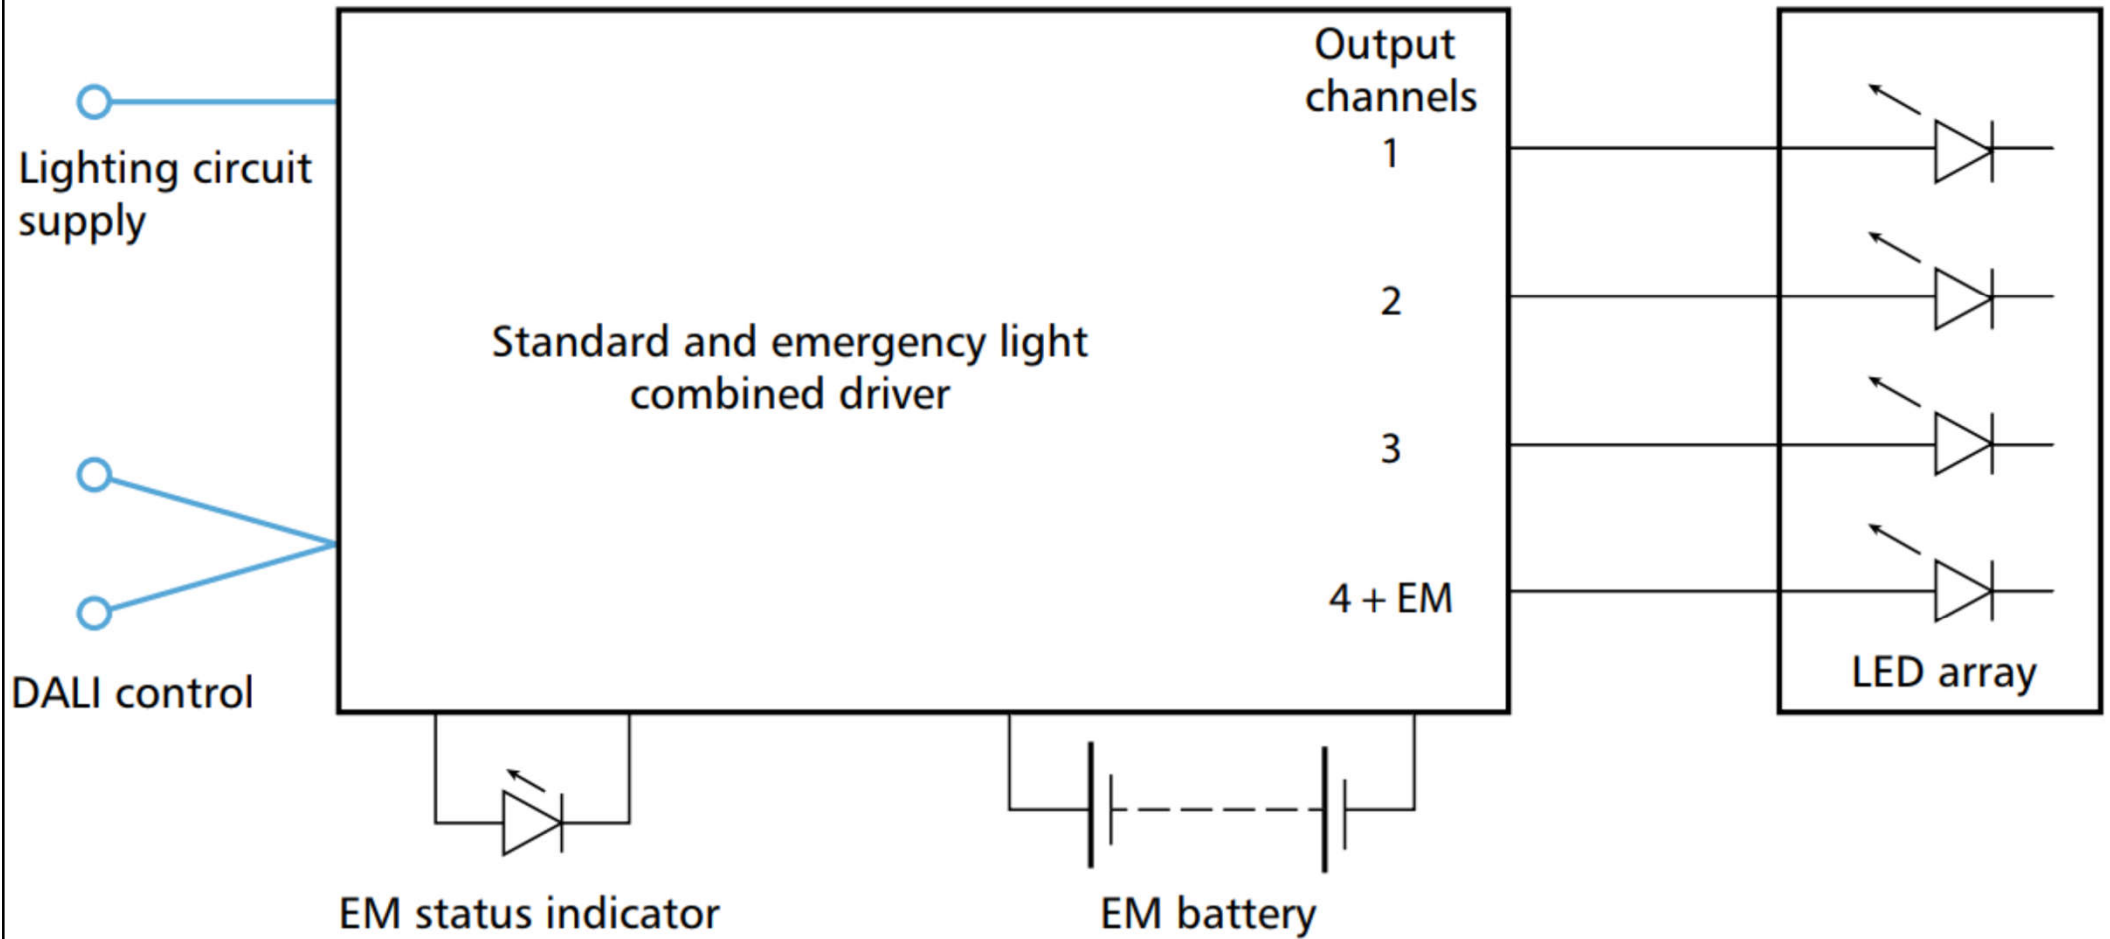 Output
channels
1
Lighting circuit
supply
2
Standard and emergency light
combined driver
3
4 + EM
LED array
DALI control
EM status indicator
EM battery